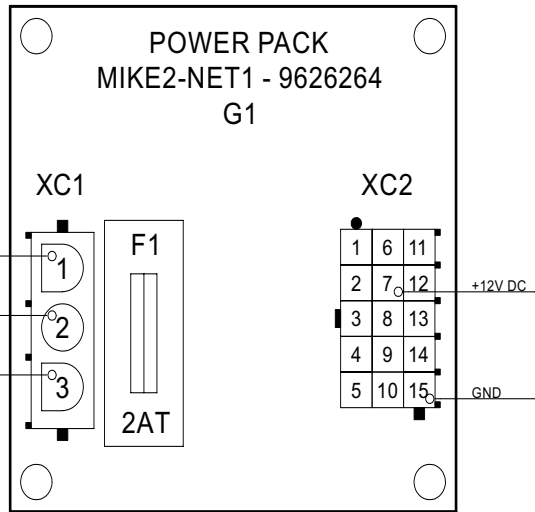 POWER PACK
MIKE2-NET1 - 9626264
G1
XC1
XC2
F1
2AT
1
2
3
1 6 11
2 7 12
3 8 13
4 9 14
5 10 15
+12V DC
GND